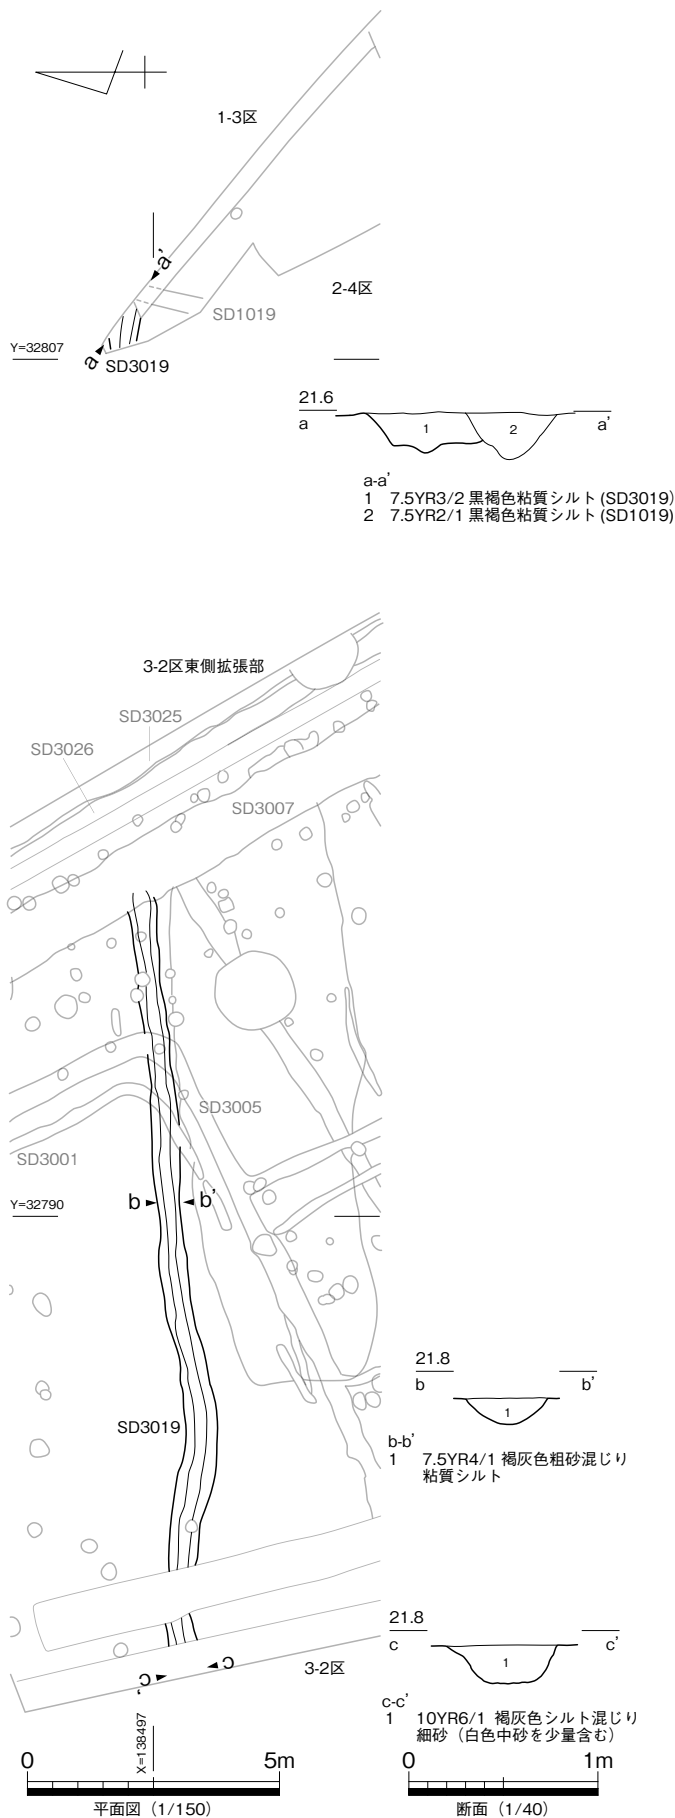 1-3区
a'
2-4区
SD1019
Y=32807
a
SD3019
21.6
a
a'
1
2
a-a'
1 7.5YR3/2 黒褐色粘質シルト (SD3019)
2 7.5YR2/1 黒褐色粘質シルト (SD1019)
3-2区東側拡張部
SD3025
SD3026
SD3007
SD3005
SD3001
Y=32790
b
b'
SD3019
21.8
b
b'
1
b-b'
1 7.5YR4/1 褐灰色粗砂混じり
粘質シルト
21.8
c
c'
1
c
c'
3-2区
c-c'
1 10YR6/1 褐灰色シルト混じり
細砂（白色中砂を少量含む）
X=138497
0
5m
平面図（1/150）
0
1m
断面（1/40）